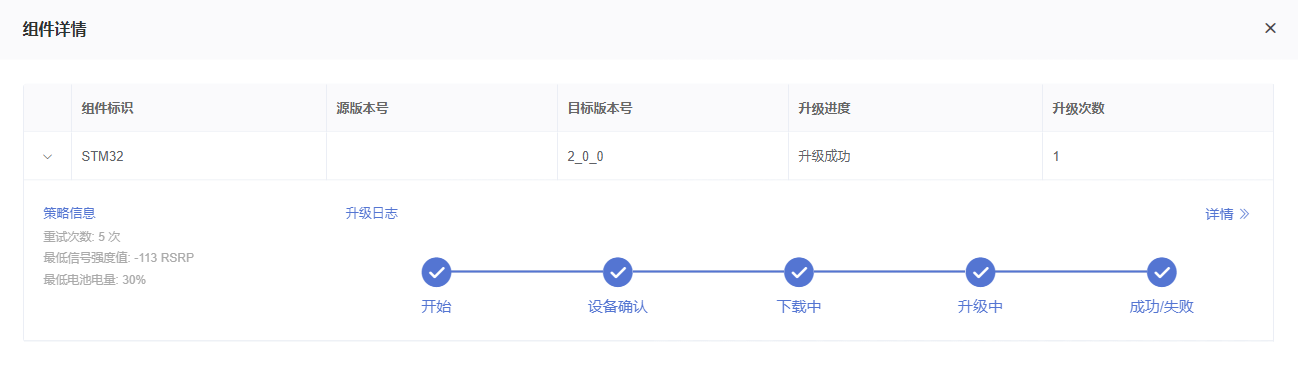 组件详情
组件标识 源版本号 目标版本号 升级进度 升级次数
STM32 2_0_0 升级成功 1
策略信息 升级日志 详情
重试次数: 5 次
最低信号强度值: -113 RSRP
最低电池电量: 30%
开始 设备确认 下载中 升级中 成功/失败